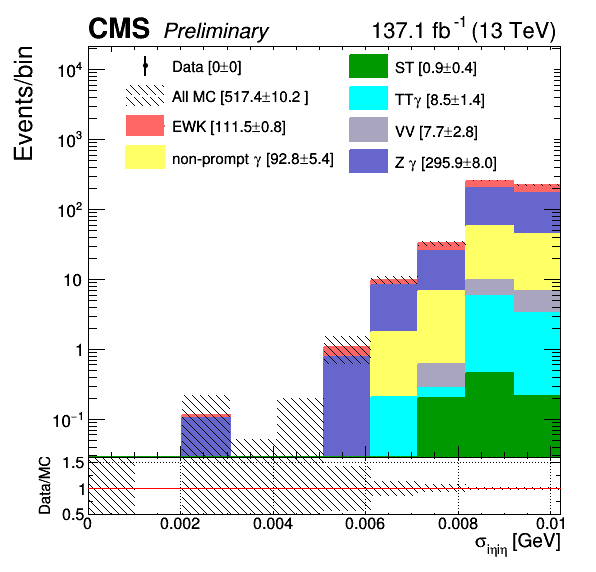 CMS Preliminary 137.1 fb⁻¹ (13 TeV)
Events/bin
Data [0±0]
All MC [517.4±10.2 ]
EWK [111.5±0.8]
non-prompt γ [92.8±5.4]
ST [0.9±0.4]
TTγ [8.5±1.4]
VV [7.7±2.8]
Z γ [295.9±8.0]
10⁴
10³
10²
10
1
10⁻¹
Data/MC
1.5
1
0.5
0 0.002 0.004 0.006 0.008 0.01
σiηiη [GeV]